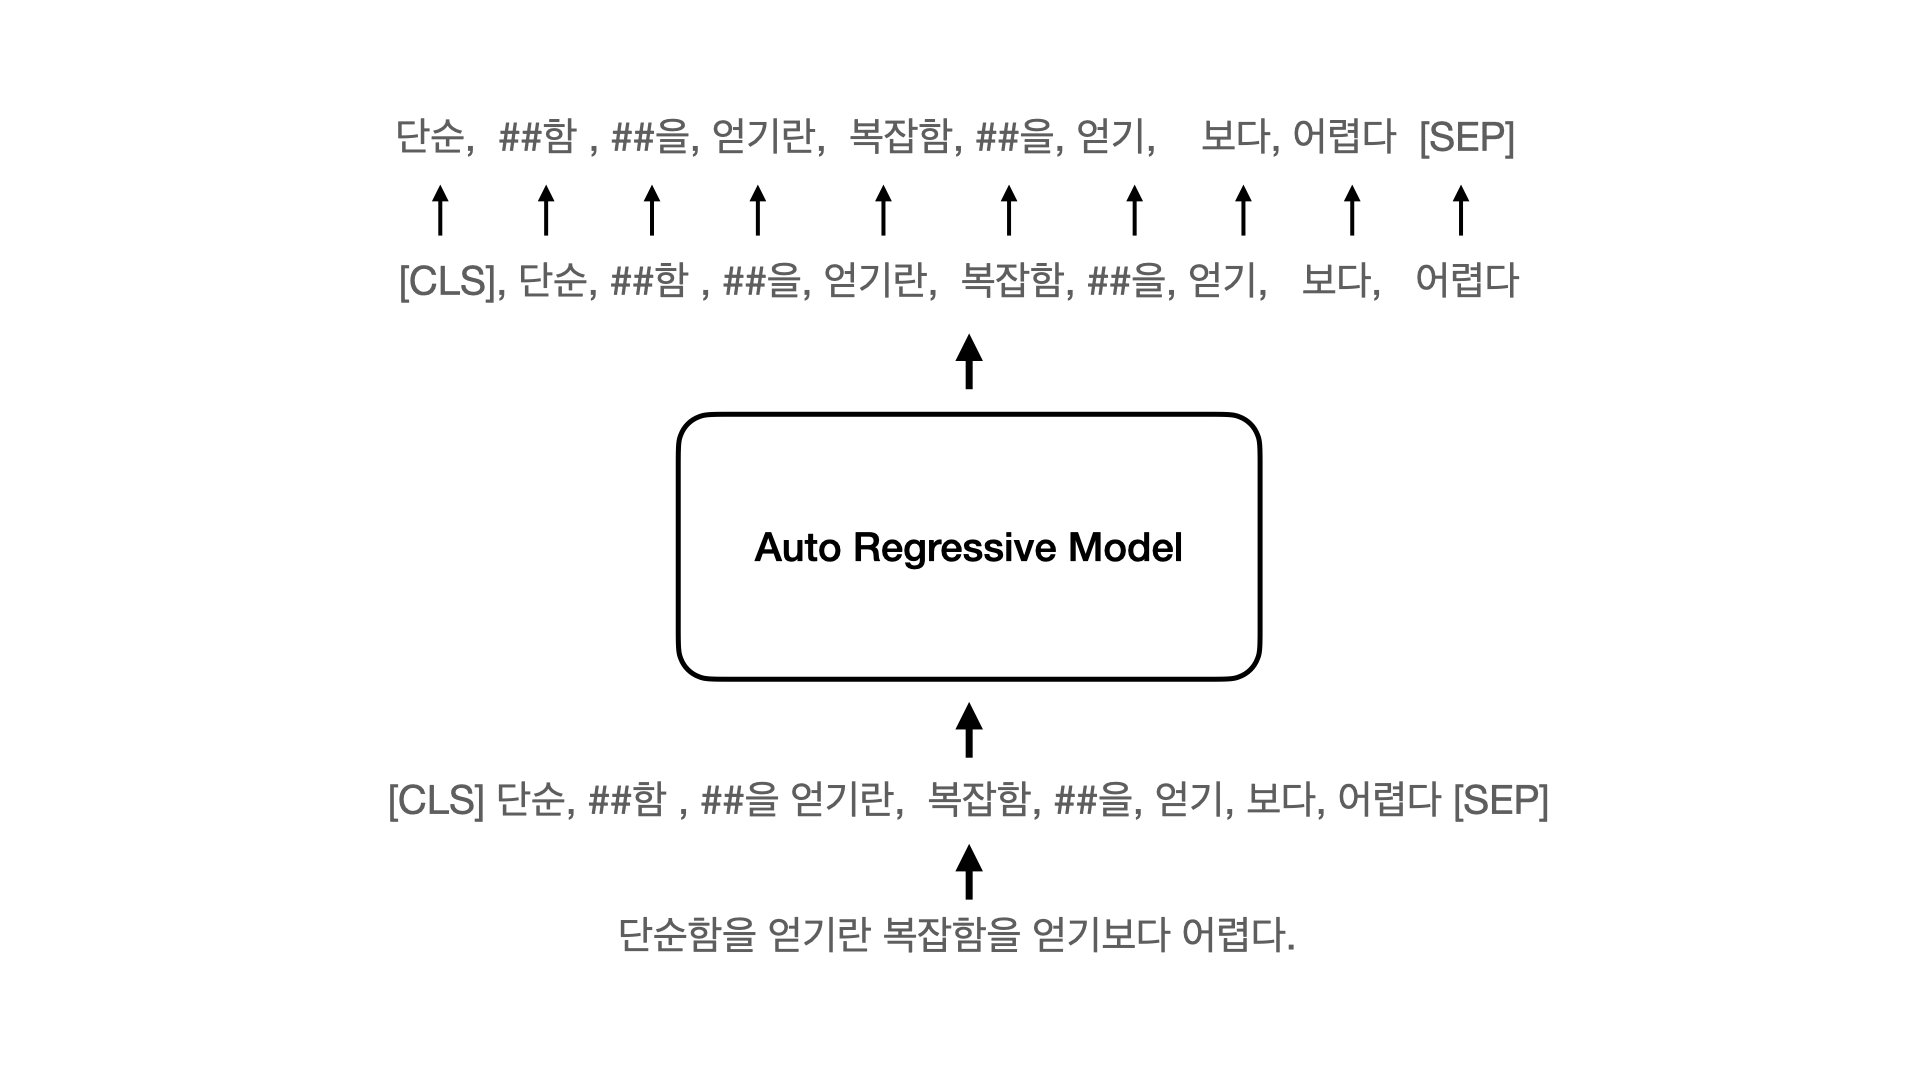 단순, ##함 , ##을, 얻기란, 복잡함, ##을, 얻기, 보다, 어렵다 [SEP]
[CLS], 단순, ##함 , ##을, 얻기란, 복잡함, ##을, 얻기, 보다, 어렵다
Auto Regressive Model
[CLS] 단순, ##함 , ##을 얻기란, 복잡함, ##을, 얻기, 보다, 어렵다 [SEP]
단순함을 얻기란 복잡함을 얻기보다 어렵다.